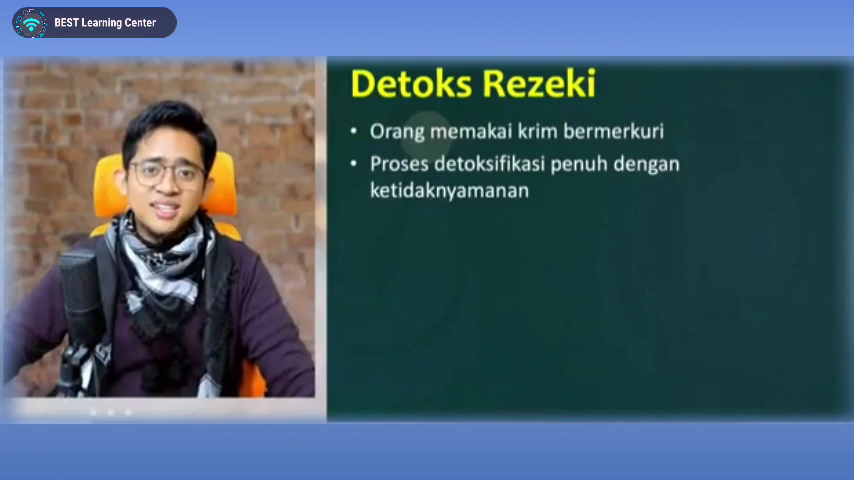 BEST Learning Center
Detoks Rezeki
• Orang memakai krim bermerkuri
• Proses detoksifikasi penuh dengan
ketidaknyamanan